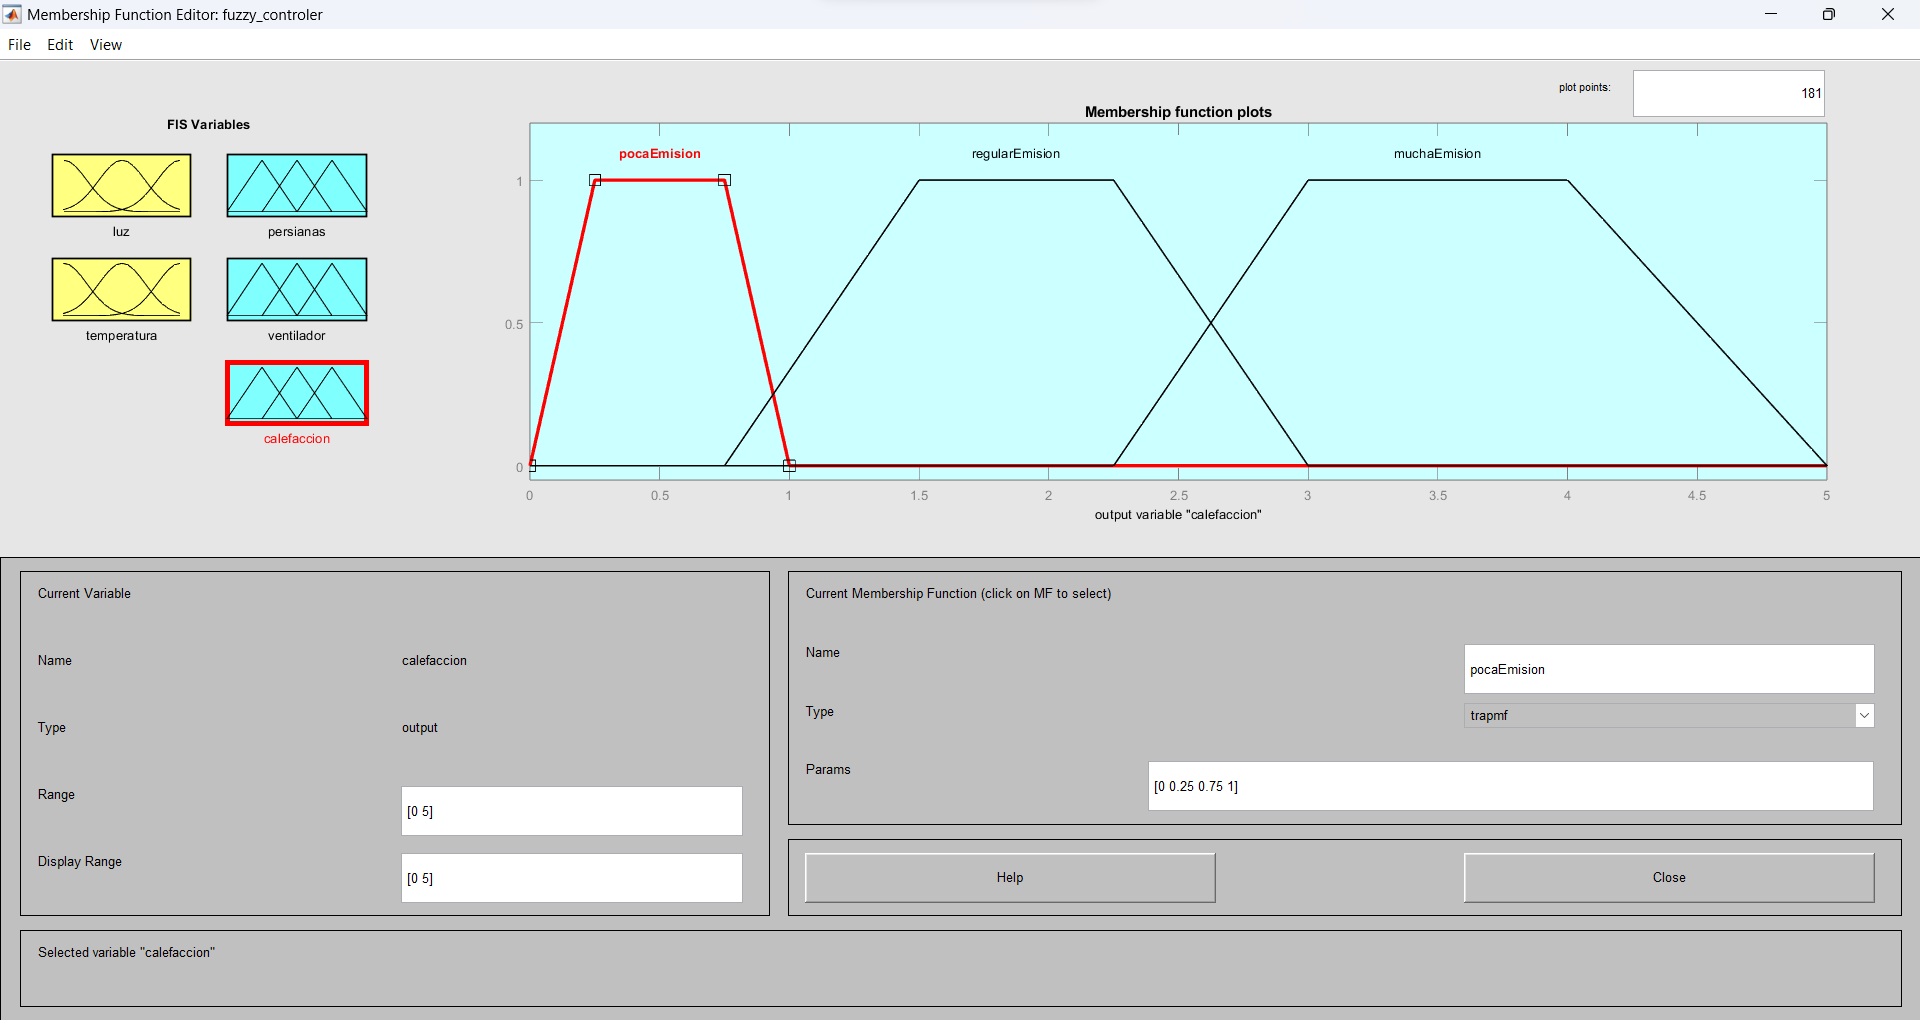 Membership Function Editor: fuzzy_controler
File Edit View
plot points: 181
FIS Variables
luz
persianas
temperatura
ventilador
calefaccion
Membership function plots
pocaEmision regularEmision muchaEmision
1
0.5
0
0 0.5 1 1.5 2 2.5 3 3.5 4 4.5 5
output variable "calefaccion"
Current Variable
Name calefaccion
Type output
Range [0 5]
Display Range [0 5]
Current Membership Function (click on MF to select)
Name pocaEmision
Type trapmf
Params [0 0.25 0.75 1]
Help Close
Selected variable "calefaccion"